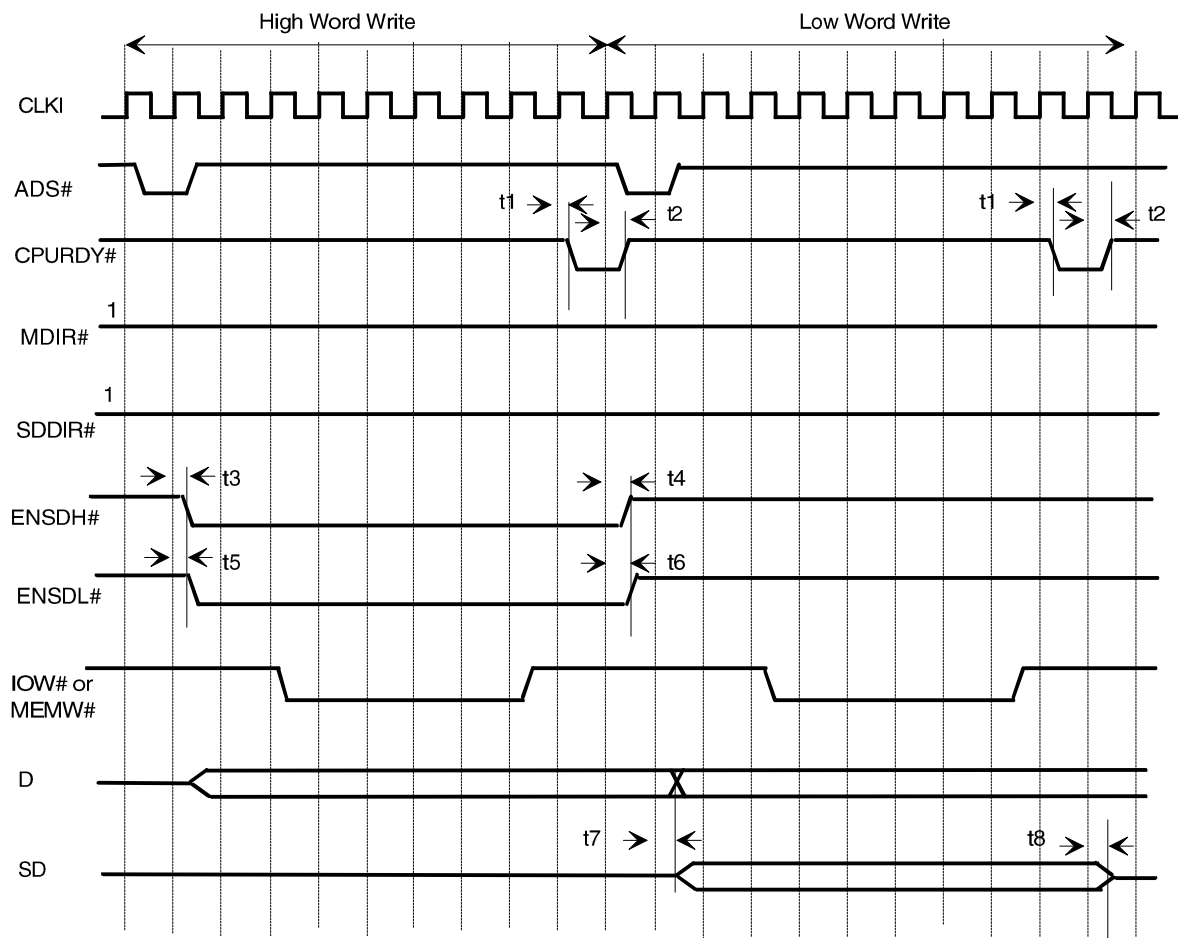 High Word Write
Low Word Write
CLKI
ADS#
t1
t2
t1
t2
CPURDY#
1
MDIR#
1
SDDIR#
t3
t4
ENSDH#
t5
t6
ENSDL#
IOW# or
MEMW#
D
t7
t8
SD